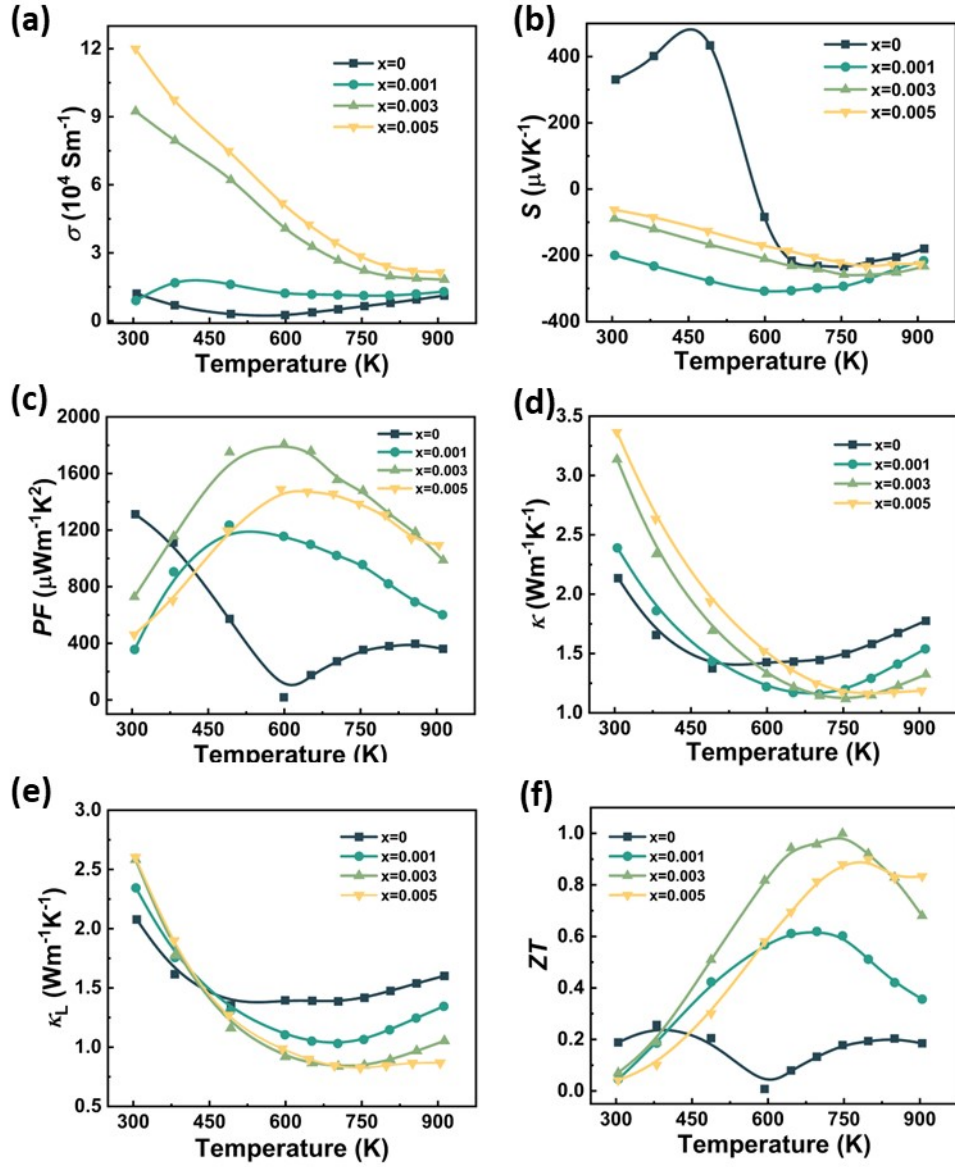 (a)
σ (10⁴ Sm⁻¹)
12
9
6
3
0
x=0
x=0.001
x=0.003
x=0.005
300 450 600 750 900
Temperature (K)
(b)
S (μVK⁻¹)
400
200
0
-200
-400
x=0
x=0.001
x=0.003
x=0.005
300 450 600 750 900
Temperature (K)
(c)
PF (μWm⁻¹K²)
2000
1600
1200
800
400
0
x=0
x=0.001
x=0.003
x=0.005
300 450 600 750 900
Temperature (K)
(d)
κ (Wm⁻¹K⁻¹)
3.5
3.0
2.5
2.0
1.5
1.0
x=0
x=0.001
x=0.003
x=0.005
300 450 600 750 900
Temperature (K)
(e)
κL (Wm⁻¹K⁻¹)
3.0
2.5
2.0
1.5
1.0
0.5
x=0
x=0.001
x=0.003
x=0.005
300 450 600 750 900
Temperature (K)
(f)
ZT
1.0
0.8
0.6
0.4
0.2
0.0
x=0
x=0.001
x=0.003
x=0.005
300 450 600 750 900
Temperature (K)